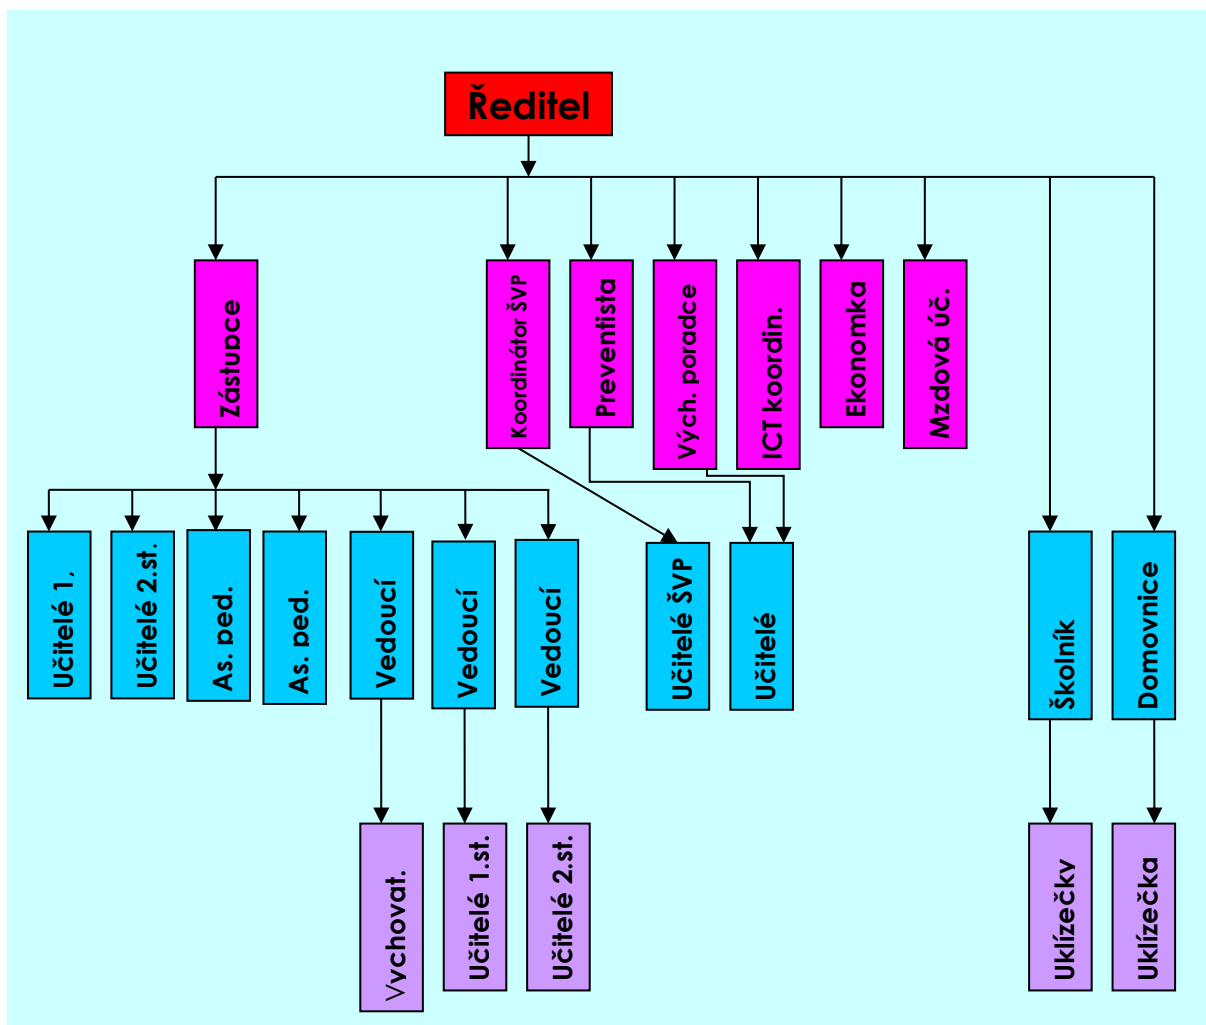 Ředitel
Zástupce
Koordinátor ŠVP
Preventista
Vých. poradce
ICT koordin.
Ekonomka
Mzdová úč.
Učitelé 1,
Učitelé 2.st.
As. ped.
As. ped.
Vedoucí
Vedoucí
Vedoucí
Učitelé ŠVP
Učitelé
Školník
Domovnice
Vychovat.
Učitelé 1.st.
Učitelé 2.st.
Uklízečky
Uklízečka